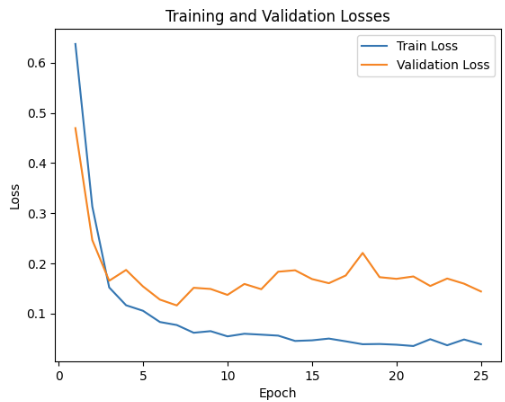 Training and Validation Losses
Train Loss
Validation Loss
Loss
0.6
0.5
0.4
0.3
0.2
0.1
0 5 10 15 20 25
Epoch